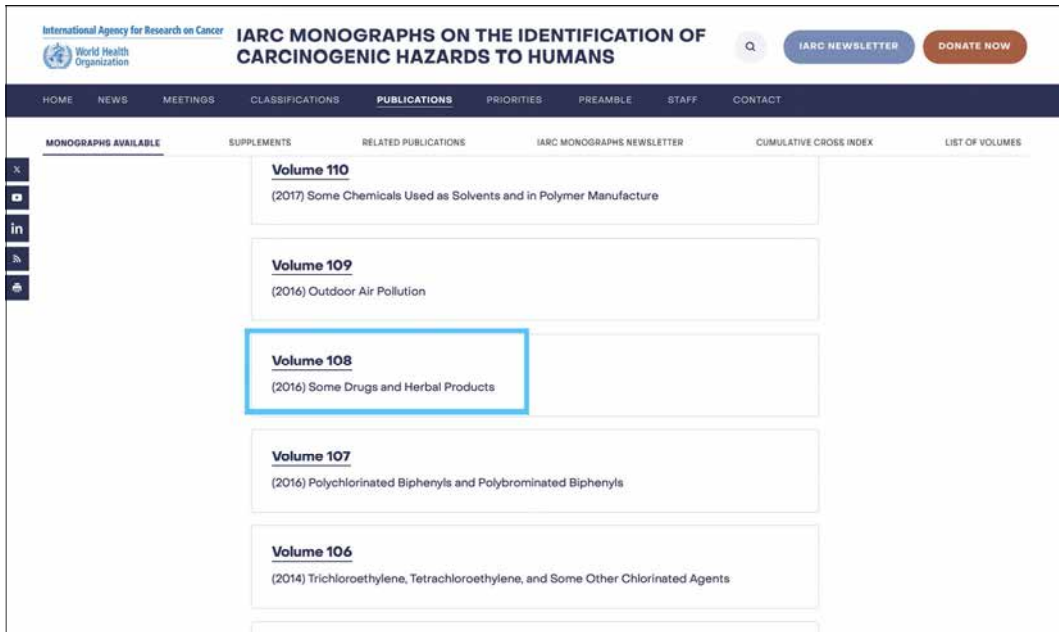 International Agency for Research on Cancer
World Health
Organization
IARC MONOGRAPHS ON THE IDENTIFICATION OF
CARCINOGENIC HAZARDS TO HUMANS
IARC NEWSLETTER
DONATE NOW
HOME NEWS MEETINGS CLASSIFICATIONS PUBLICATIONS PRIORITIES PREAMBLE STAFF CONTACT
MONOGRAPHS AVAILABLE SUPPLEMENTS RELATED PUBLICATIONS IARC MONOGRAPHS NEWSLETTER CUMULATIVE CROSS INDEX LIST OF VOLUMES
X
in
Volume 110
(2017) Some Chemicals Used as Solvents and in Polymer Manufacture
Volume 109
(2016) Outdoor Air Pollution
Volume 108
(2016) Some Drugs and Herbal Products
Volume 107
(2016) Polychlorinated Biphenyls and Polybrominated Biphenyls
Volume 106
(2014) Trichloroethylene, Tetrachloroethylene, and Some Other Chlorinated Agents